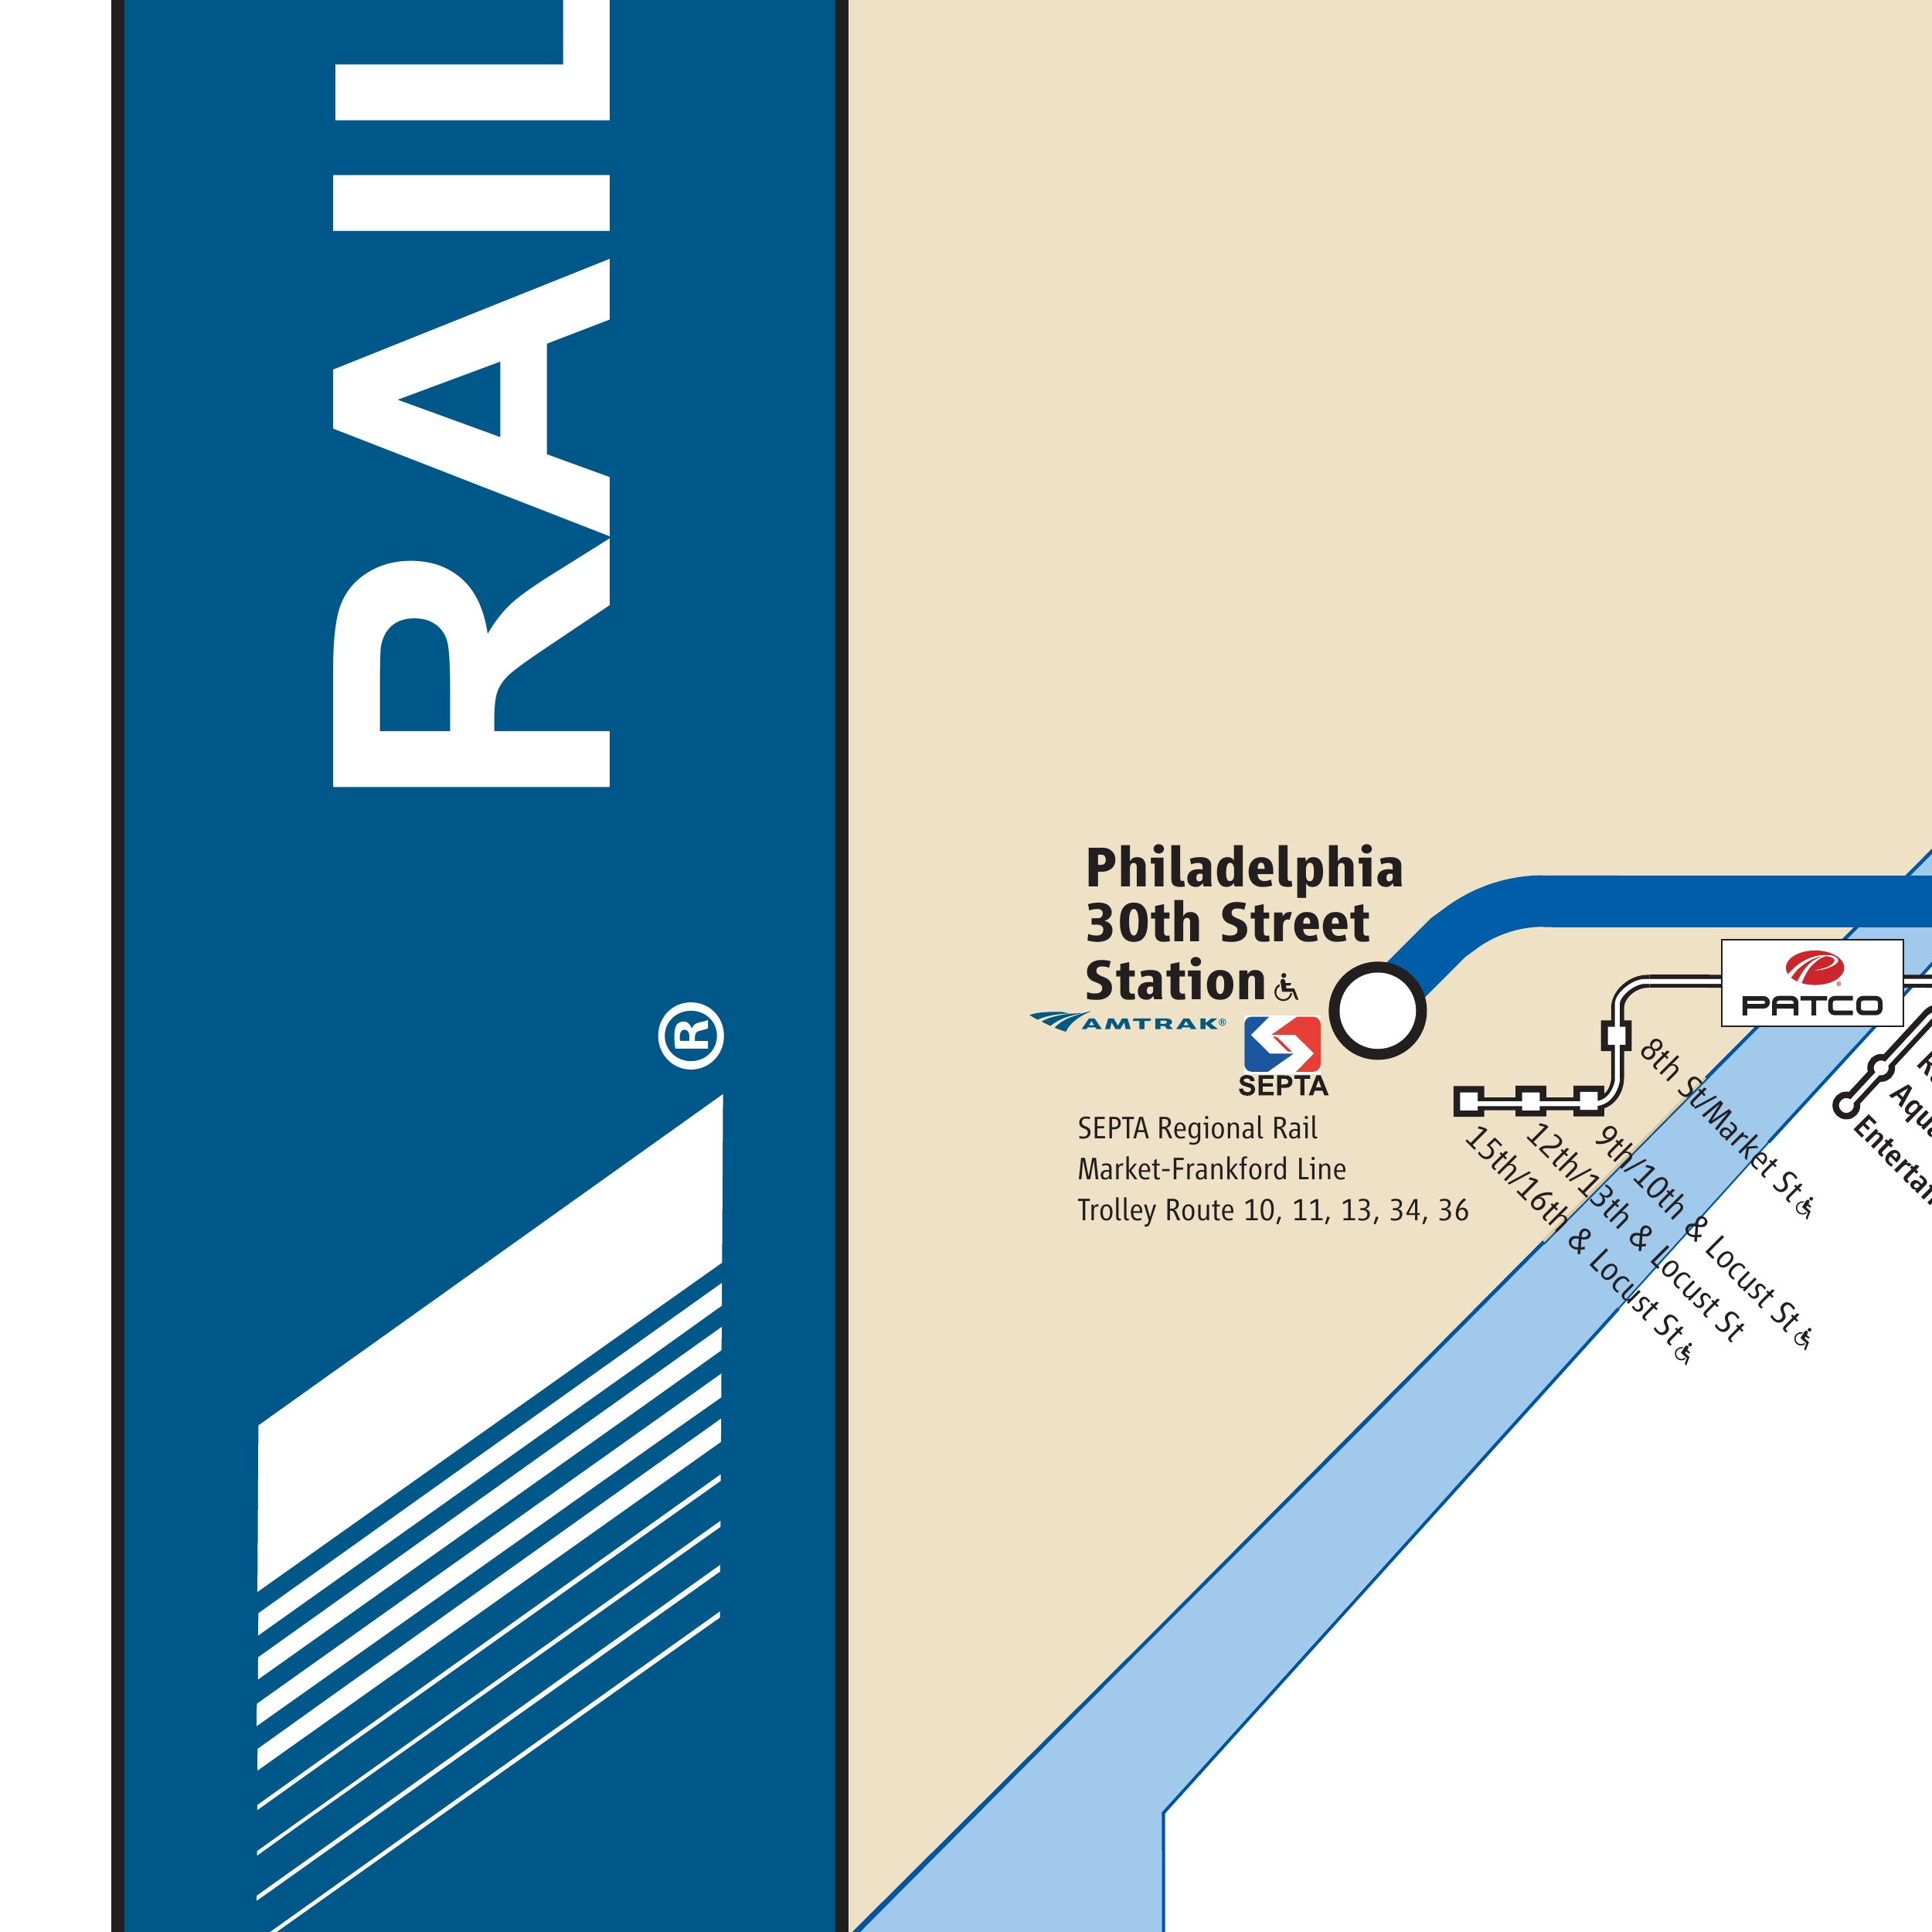 RAIL
®
Philadelphia
30th Street
Station
AMTRAK®
SEPTA
SEPTA Regional Rail
Market-Frankford Line
Trolley Route 10, 11, 13, 34, 36
PATCO
8th St/Market St
9th/10th & Locust St
12th/13th & Locust St
15th/16th & Locust St